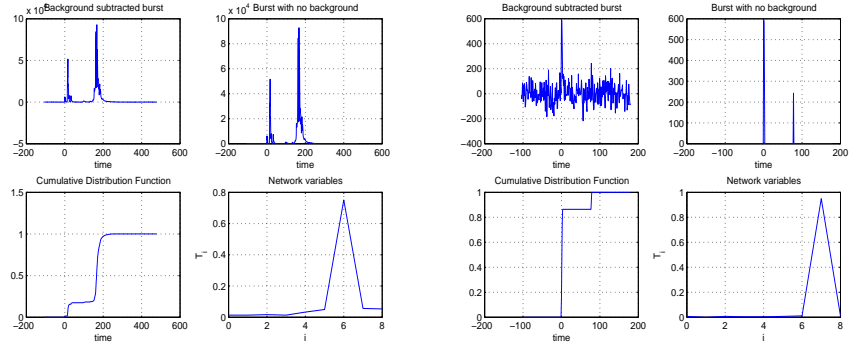 Background subtracted burst
x 10^4
10
5
0
−5
−200 0 200 400 600
time
Burst with no background
x 10^4
10
8
6
4
2
0
−200 0 200 400 600
time
Cumulative Distribution Function
1.5
1
0.5
0
−200 0 200 400 600
time
Network variables
0.8
0.6
0.4
0.2
0
T_i
0 2 4 6 8
i
Background subtracted burst
600
400
200
0
−200
−400
−200 −100 0 100 200
time
Burst with no background
600
500
400
300
200
100
0
−200 −100 0 100 200
time
Cumulative Distribution Function
1
0.8
0.6
0.4
0.2
0
−200 −100 0 100 200
time
Network variables
1
0.8
0.6
0.4
0.2
0
T_i
0 2 4 6 8
i